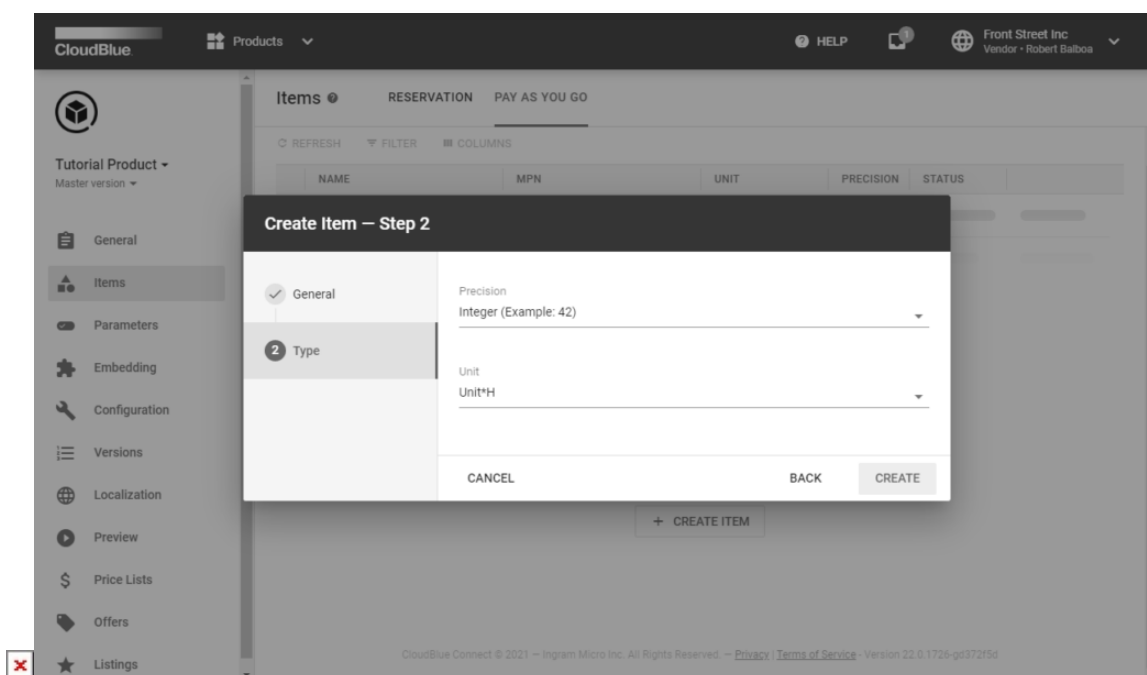 CloudBlue.
Products
HELP
1
Front Street Inc
Vendor • Robert Balboa
Tutorial Product
Master version
General
Items
Parameters
Embedding
Configuration
Versions
Localization
Preview
Price Lists
Offers
Listings
Items
RESERVATION
PAY AS YOU GO
REFRESH
FILTER
COLUMNS
NAME
MPN
UNIT
PRECISION
STATUS
Create Item — Step 2
General
2 Type
Precision
Integer (Example: 42)
Unit
Unit*H
CANCEL
BACK
CREATE
+ CREATE ITEM
CloudBlue Connect © 2021 — Ingram Micro Inc. All Rights Reserved. — Privacy | Terms of Service - Version 22.0.1726-gd372f5d